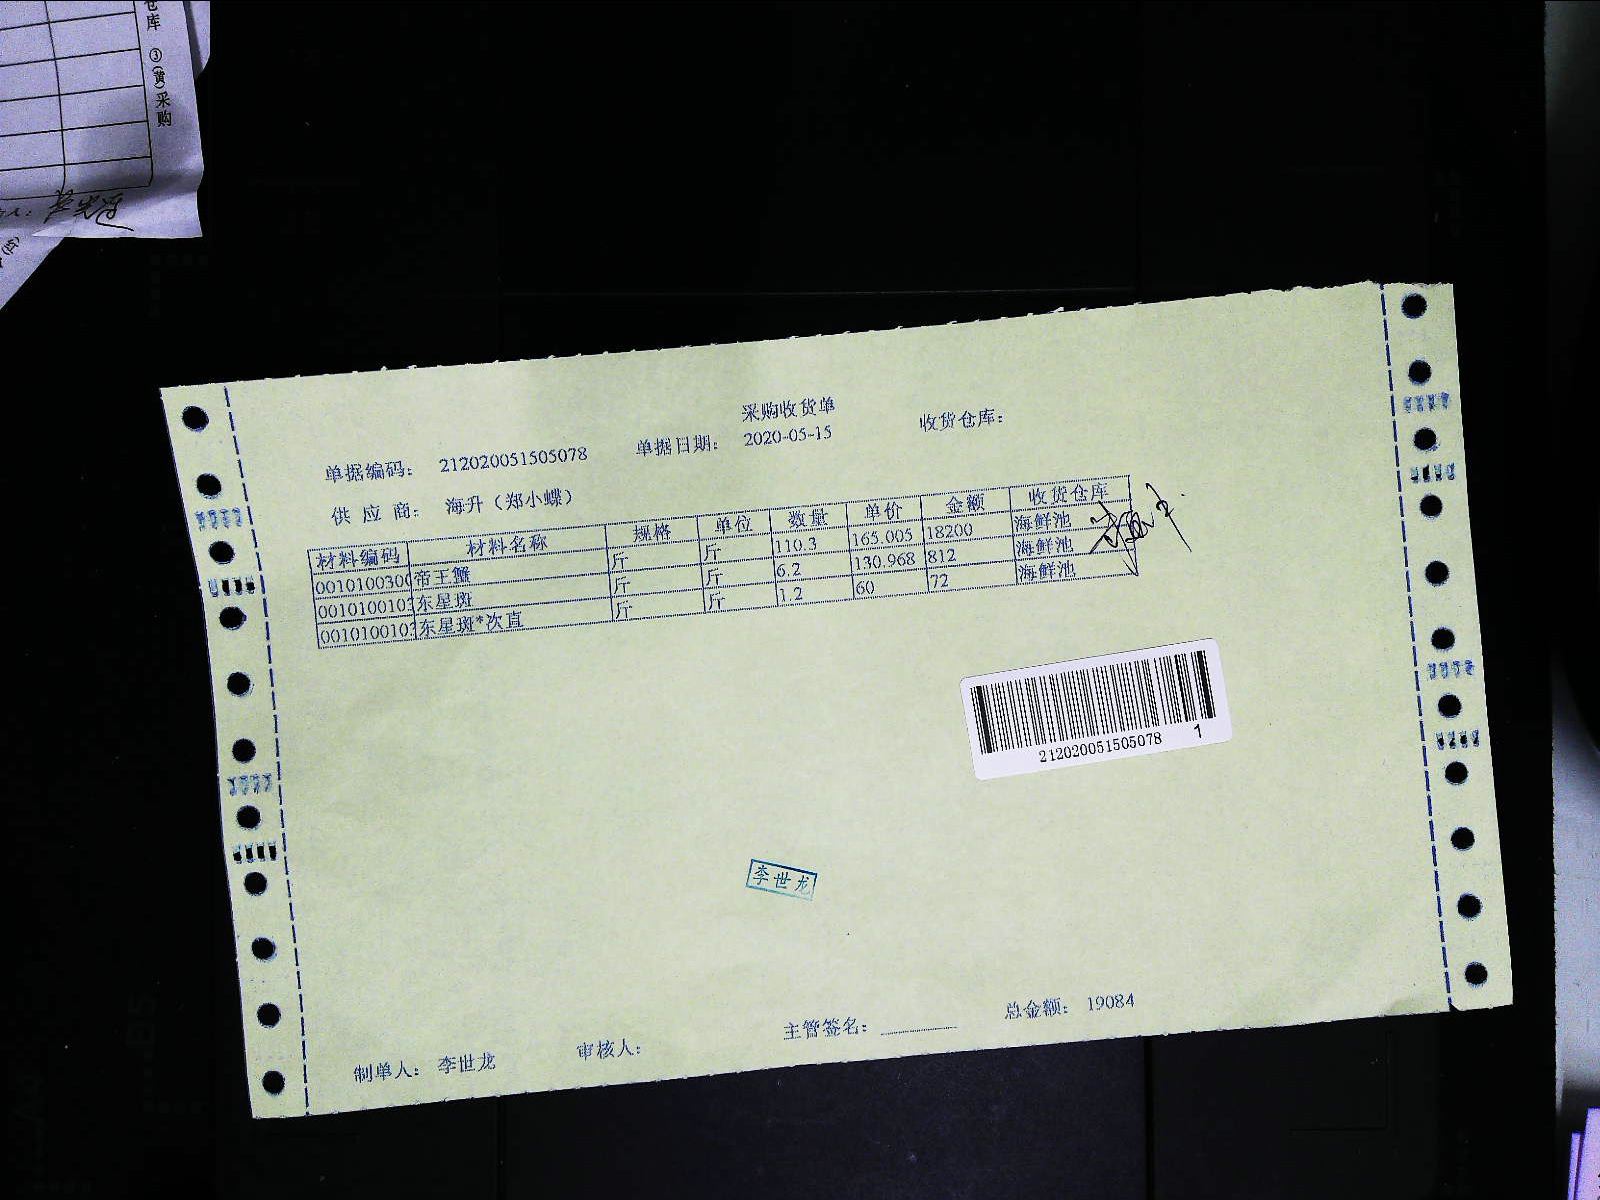 仓库 ③(黄)采购
采购收货单
单据编码: 212020051505078 单据日期: 2020-05-15 收货仓库:
供 应 商: 海升（郑小蝶）
材料编码 材料名称 规格 单位 数量 单价 金额 收货仓库
0010100300 帝王蟹 斤 斤 110.3 165.005 18200 海鲜池
001010010 东星斑 斤 斤 6.2 130.968 812 海鲜池
001010010 东星斑*次直 斤 斤 1.2 60 72 海鲜池
212020051505078 1
李世龙
制单人: 李世龙 审核人: 主管签名: 总金额: 19084